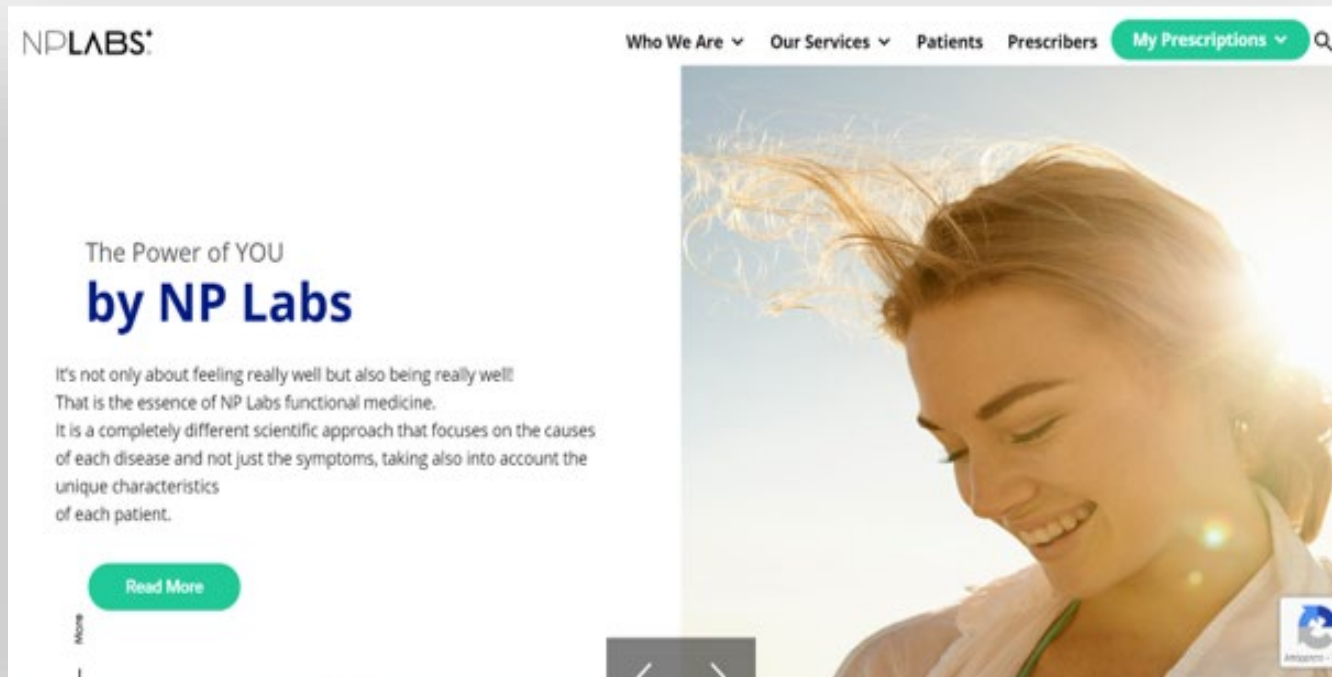 NPLABS
Who We Are
Our Services
Patients
Prescribers
My Prescriptions
The Power of YOU
by NP Labs
It's not only about feeling really well but also being really well!
That is the essence of NP Labs functional medicine.
It is a completely different scientific approach that focuses on the causes
of each disease and not just the symptoms, taking also into account the
unique characteristics
of each patient.
Read More
More